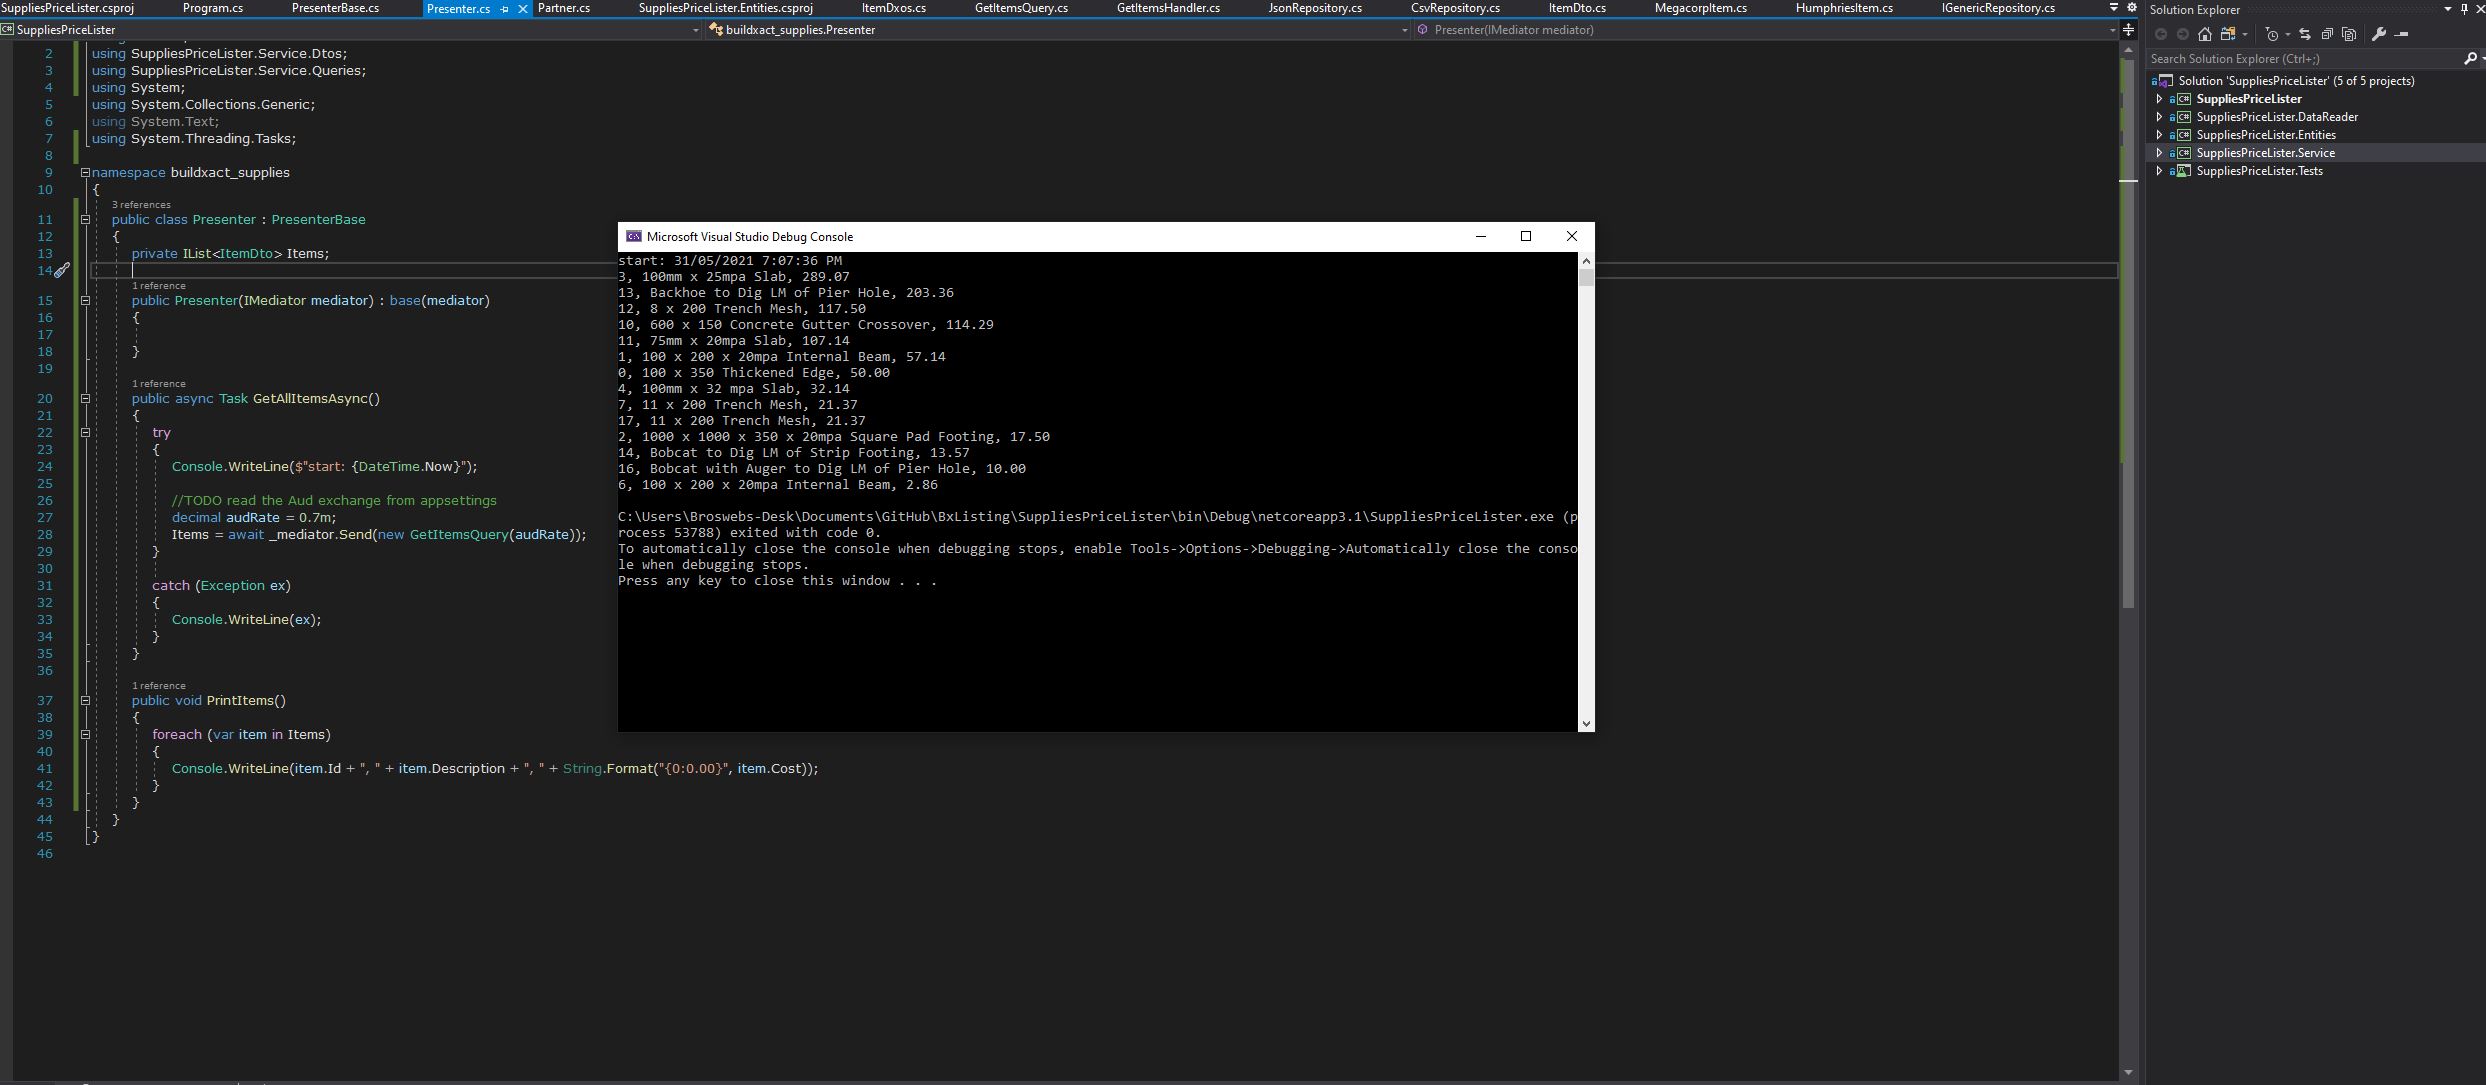 SuppliesPriceLister.csproj Program.cs PresenterBase.cs Presenter.cs Partner.cs SuppliesPriceLister.Entities.csproj ItemDxos.cs GetItemsQuery.cs GetItemsHandler.cs JsonRepository.cs CsvRepository.cs ItemDto.cs MegacorpItem.cs HumphriesItem.cs IGenericRepository.cs
SuppliesPriceLister buildxact_supplies.Presenter Presenter(IMediator mediator)
2 using SuppliesPriceLister.Service.Dtos;
3 using SuppliesPriceLister.Service.Queries;
4 using System;
5 using System.Collections.Generic;
6 using System.Text;
7 using System.Threading.Tasks;
8
9 namespace buildxact_supplies
10 {
3 references
11 public class Presenter : PresenterBase
12 {
13 private IList<ItemDto> Items;
14
1 reference
15 public Presenter(IMediator mediator) : base(mediator)
16 {
17
18 }
19
1 reference
20 public async Task GetAllItemsAsync()
21 {
22 try
23 {
24 Console.WriteLine($"start: {DateTime.Now}");
25
26 //TODO read the Aud exchange from appsettings
27 decimal audRate = 0.7m;
28 Items = await _mediator.Send(new GetItemsQuery(audRate));
29 }
30
31 catch (Exception ex)
32 {
33 Console.WriteLine(ex);
34 }
35 }
36
1 reference
37 public void PrintItems()
38 {
39 foreach (var item in Items)
40 {
41 Console.WriteLine(item.Id + ", " + item.Description + ", " + String.Format("{0:0.00}", item.Cost));
42 }
43 }
44 }
45 }
46
Microsoft Visual Studio Debug Console
start: 31/05/2021 7:07:36 PM
3, 100mm x 25mpa Slab, 289.07
13, Backhoe to Dig LM of Pier Hole, 203.36
12, 8 x 200 Trench Mesh, 117.50
10, 600 x 150 Concrete Gutter Crossover, 114.29
11, 75mm x 20mpa Slab, 107.14
1, 100 x 200 x 20mpa Internal Beam, 57.14
0, 100 x 350 Thickened Edge, 50.00
4, 100mm x 32 mpa Slab, 32.14
7, 11 x 200 Trench Mesh, 21.37
17, 11 x 200 Trench Mesh, 21.37
2, 1000 x 1000 x 350 x 20mpa Square Pad Footing, 17.50
14, Bobcat to Dig LM of Strip Footing, 13.57
16, Bobcat with Auger to Dig LM of Pier Hole, 10.00
6, 100 x 200 x 20mpa Internal Beam, 2.86
C:\Users\Broswebs-Desk\Documents\GitHub\BxListing\SuppliesPriceLister\bin\Debug\netcoreapp3.1\SuppliesPriceLister.exe (p
rocess 53788) exited with code 0.
To automatically close the console when debugging stops, enable Tools->Options->Debugging->Automatically close the conso
le when debugging stops.
Press any key to close this window . . .
Solution Explorer
Search Solution Explorer (Ctrl+;)
Solution 'SuppliesPriceLister' (5 of 5 projects)
SuppliesPriceLister
SuppliesPriceLister.DataReader
SuppliesPriceLister.Entities
SuppliesPriceLister.Service
SuppliesPriceLister.Tests